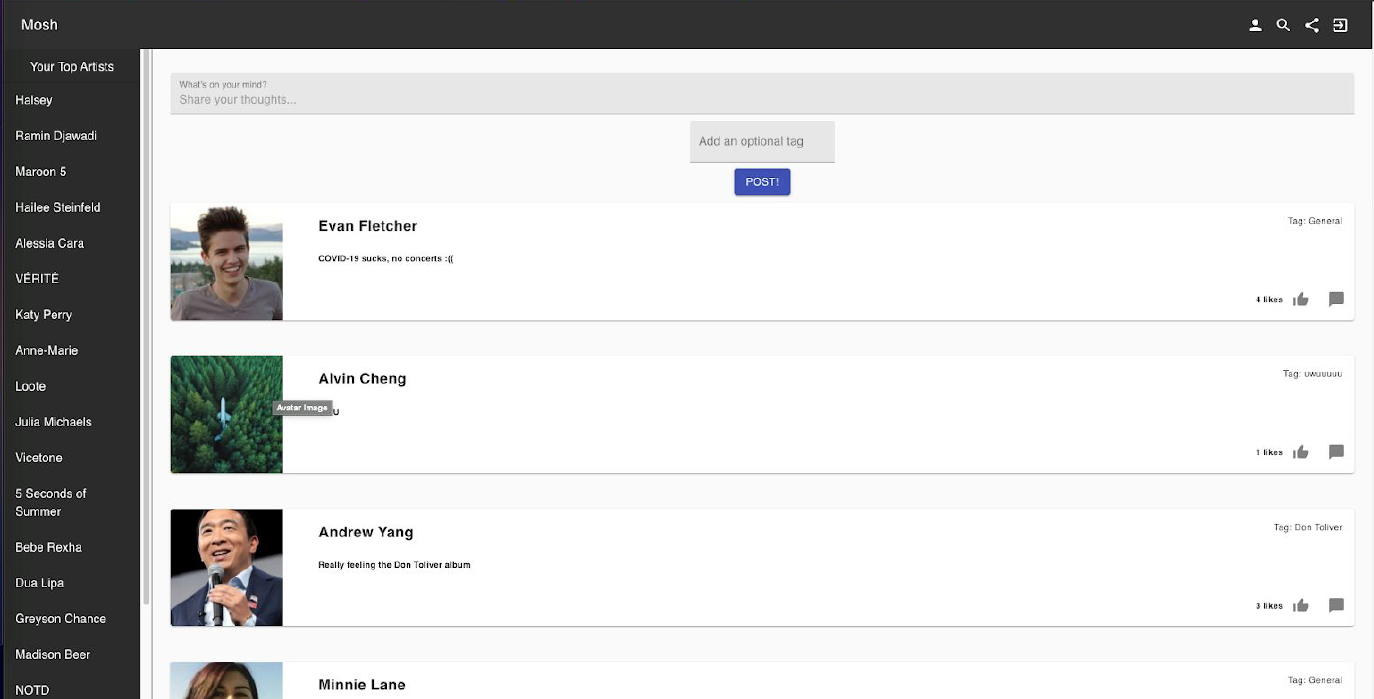 Mosh
Your Top Artists
Halsey
Ramin Djawadi
Maroon 5
Hailee Steinfeld
Alessia Cara
VÉRITÉ
Katy Perry
Anne-Marie
Loote
Julia Michaels
Vicetone
5 Seconds of
Summer
Bebe Rexha
Dua Lipa
Greyson Chance
Madison Beer
NOTD
What's on your mind?
Share your thoughts...
Add an optional tag
POST!
Evan Fletcher
Tag: General
COVID-19 sucks, no concerts :((
4 likes
Alvin Cheng
Tag: uwuuuuu
Avatar Image
1 likes
Andrew Yang
Tag: Don Toliver
Really feeling the Don Toliver album
3 likes
Minnie Lane
Tag: General